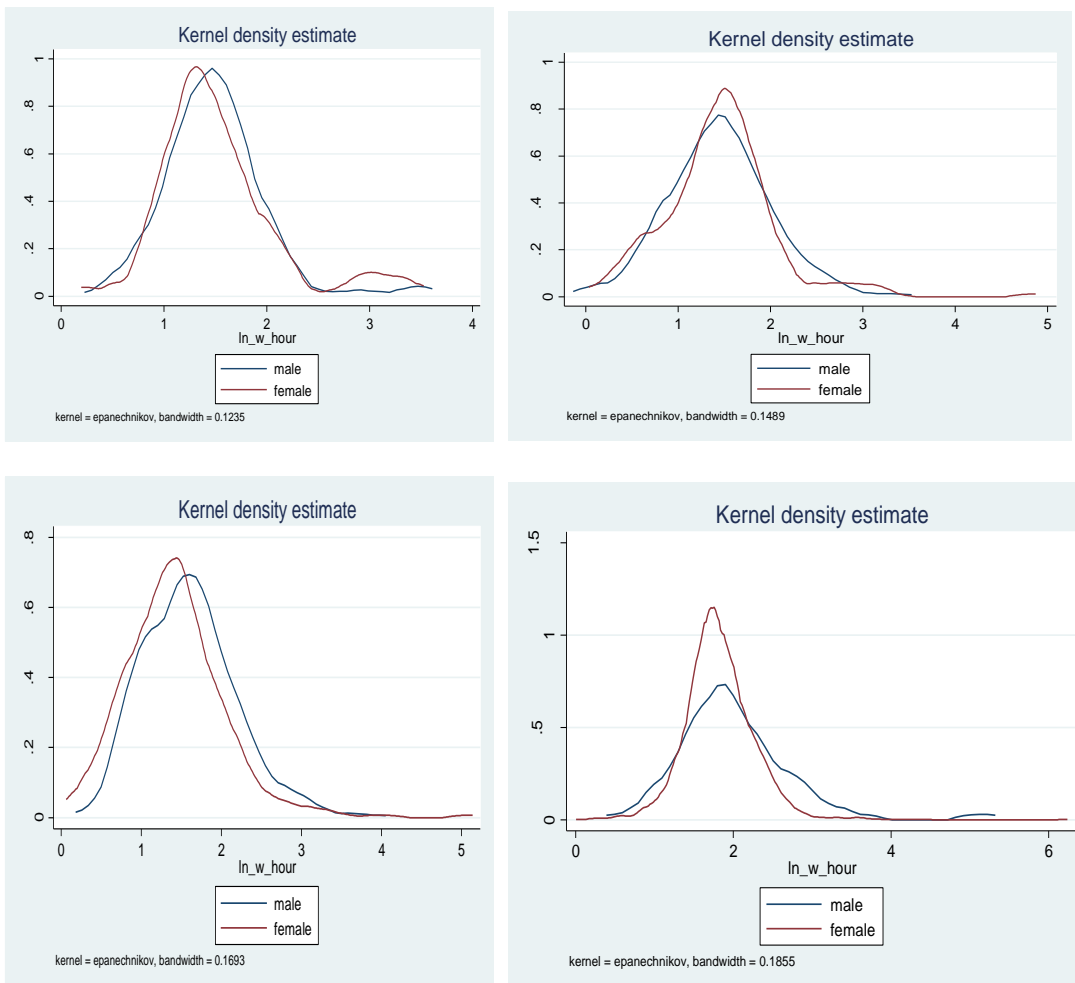 Kernel density estimate
0 .2 .4 .6 .8 1
0 1 2 3 4
ln_w_hour
male
female
kernel = epanechnikov, bandwidth = 0.1235
Kernel density estimate
0 .2 .4 .6 .8 1
0 1 2 3 4 5
ln_w_hour
male
female
kernel = epanechnikov, bandwidth = 0.1489
Kernel density estimate
0 .2 .4 .6 .8
0 1 2 3 4 5
ln_w_hour
male
female
kernel = epanechnikov, bandwidth = 0.1693
Kernel density estimate
0 .5 1 1.5
0 2 4 6
ln_w_hour
male
female
kernel = epanechnikov, bandwidth = 0.1855